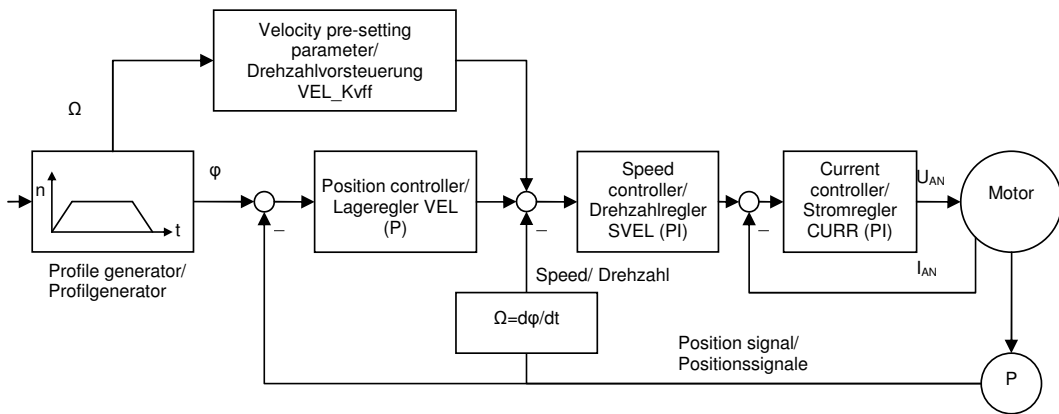 Velocity pre-setting
parameter/
Drehzahlvorsteuerung
VEL_Kvff
Ω
φ
n
t
Profile generator/
Profilgenerator
Position controller/
Lageregler VEL
(P)
–
–
–
Speed
controller/
Drehzahlregler
SVEL (PI)
Current
controller/
Stromregler
CURR (PI)
U_AN
Motor
I_AN
Speed/ Drehzahl
Ω=dφ/dt
Position signal/
Positionssignale
P